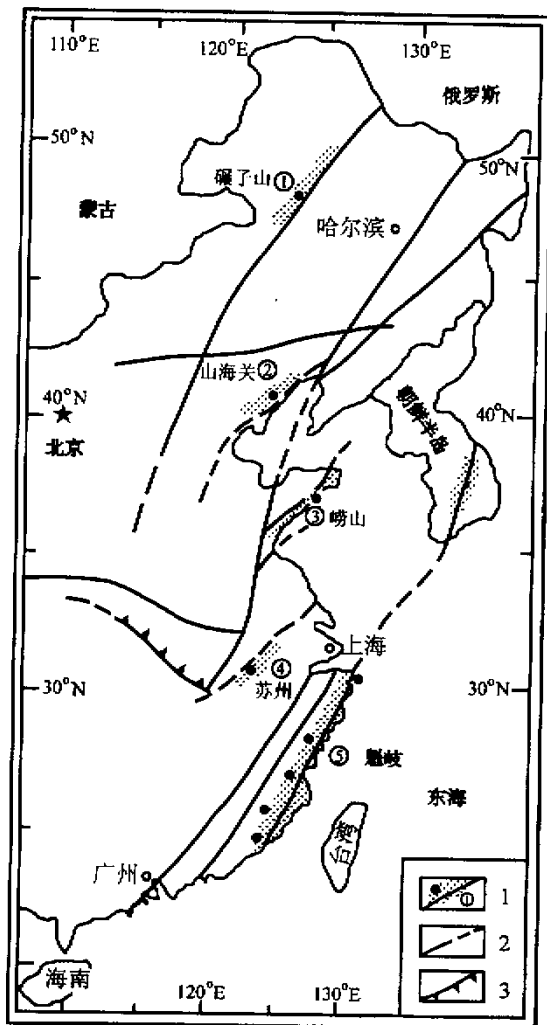 110°E 120°E 130°E
俄罗斯
50°N 50°N
碾了山①
蒙古
哈尔滨
山海关②
40°N 40°N
北京
朝鲜半岛
③崂山
上海
④
苏州
30°N 30°N
⑤ 魁岐
东海
台湾
广州
海南
① 1
2
3
120°E 130°E